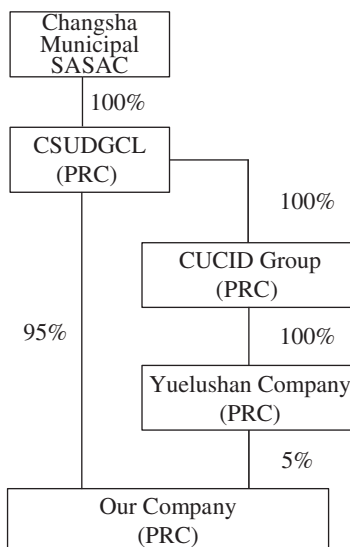 Changsha
Municipal
SASAC
100%
CSUDGCL
(PRC)
100%
CUCID Group
(PRC)
95%
100%
Yuelushan Company
(PRC)
5%
Our Company
(PRC)